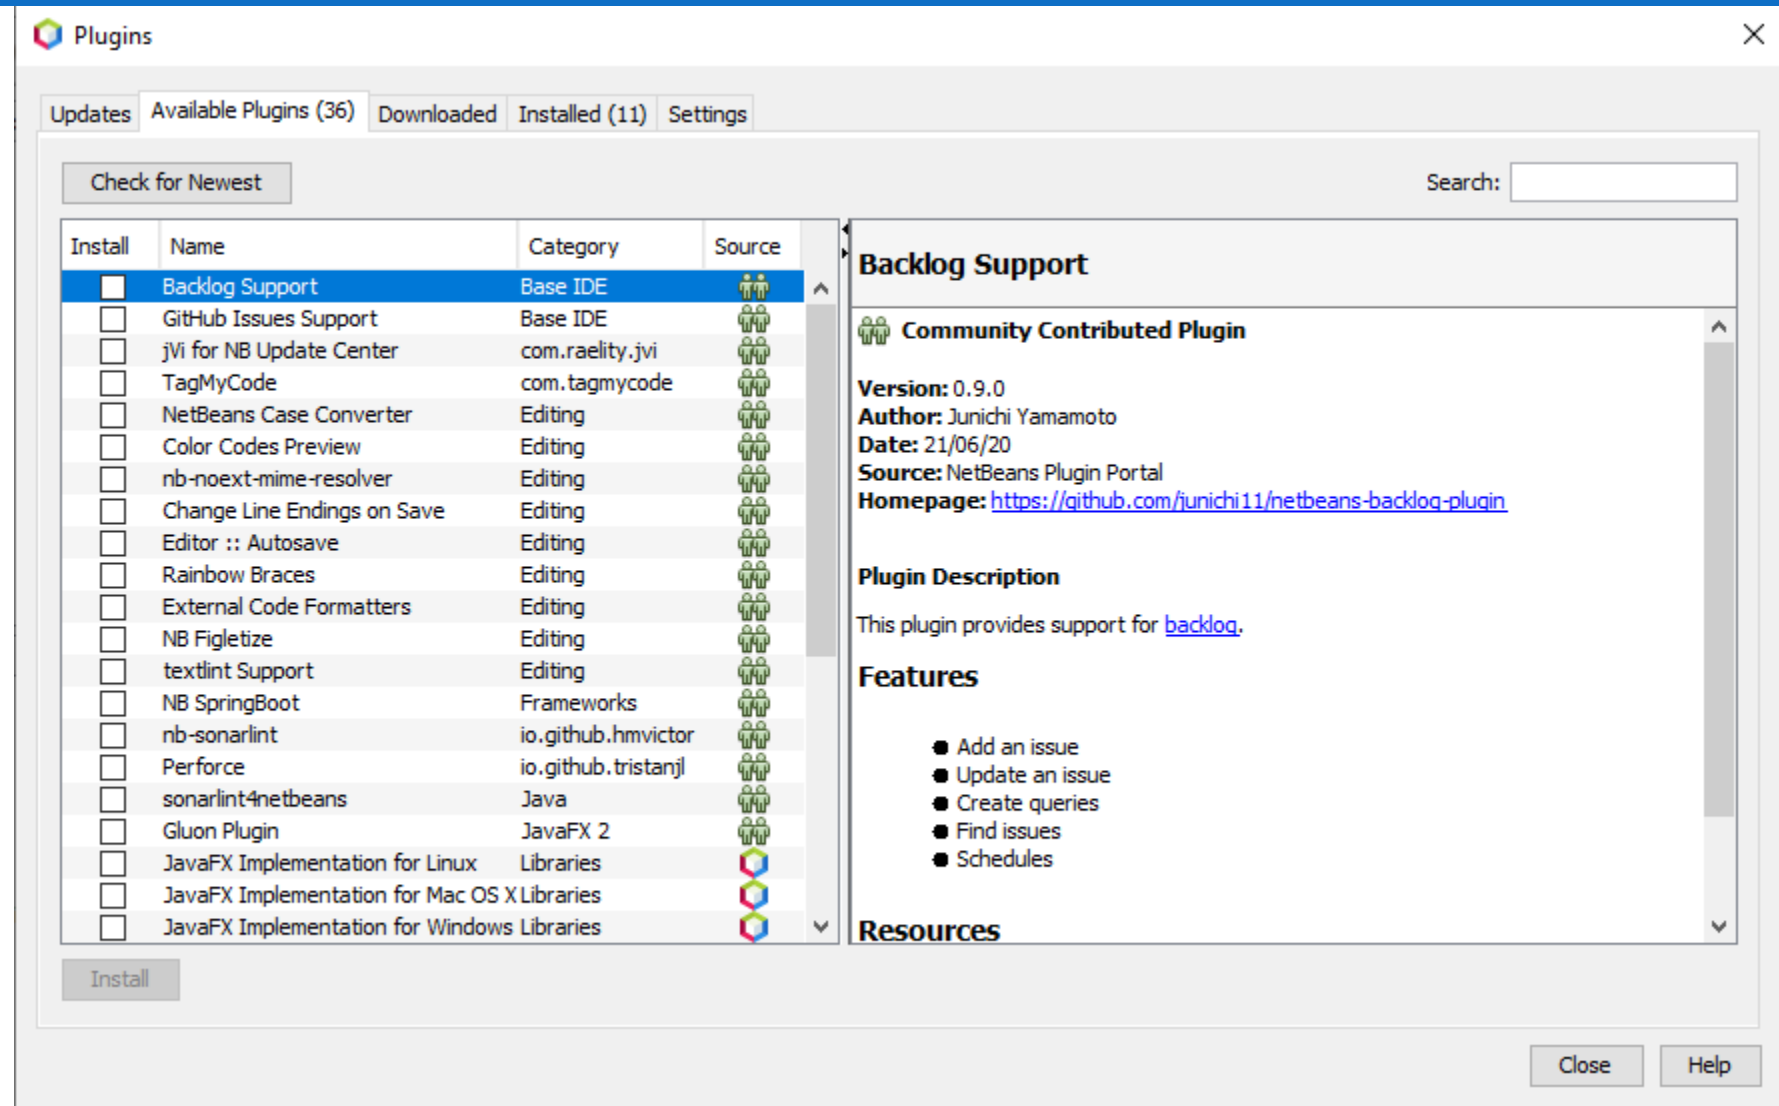 Plugins
Updates Available Plugins (36) Downloaded Installed (11) Settings
Check for Newest Search:
Install Name Category Source
Backlog Support Base IDE
GitHub Issues Support Base IDE
jVi for NB Update Center com.raelity.jvi
TagMyCode com.tagmycode
NetBeans Case Converter Editing
Color Codes Preview Editing
nb-noext-mime-resolver Editing
Change Line Endings on Save Editing
Editor :: Autosave Editing
Rainbow Braces Editing
External Code Formatters Editing
NB Figletize Editing
textlint Support Editing
NB SpringBoot Frameworks
nb-sonarlint io.github.hmvictor
Perforce io.github.tristanjl
sonarlint4netbeans Java
Gluon Plugin JavaFX 2
JavaFX Implementation for Linux Libraries
JavaFX Implementation for Mac OS X Libraries
JavaFX Implementation for Windows Libraries
Install
Backlog Support
Community Contributed Plugin
Version: 0.9.0
Author: Junichi Yamamoto
Date: 21/06/20
Source: NetBeans Plugin Portal
Homepage: https://github.com/junichi11/netbeans-backlog-plugin
Plugin Description
This plugin provides support for backlog.
Features
Add an issue
Update an issue
Create queries
Find issues
Schedules
Resources
Close Help